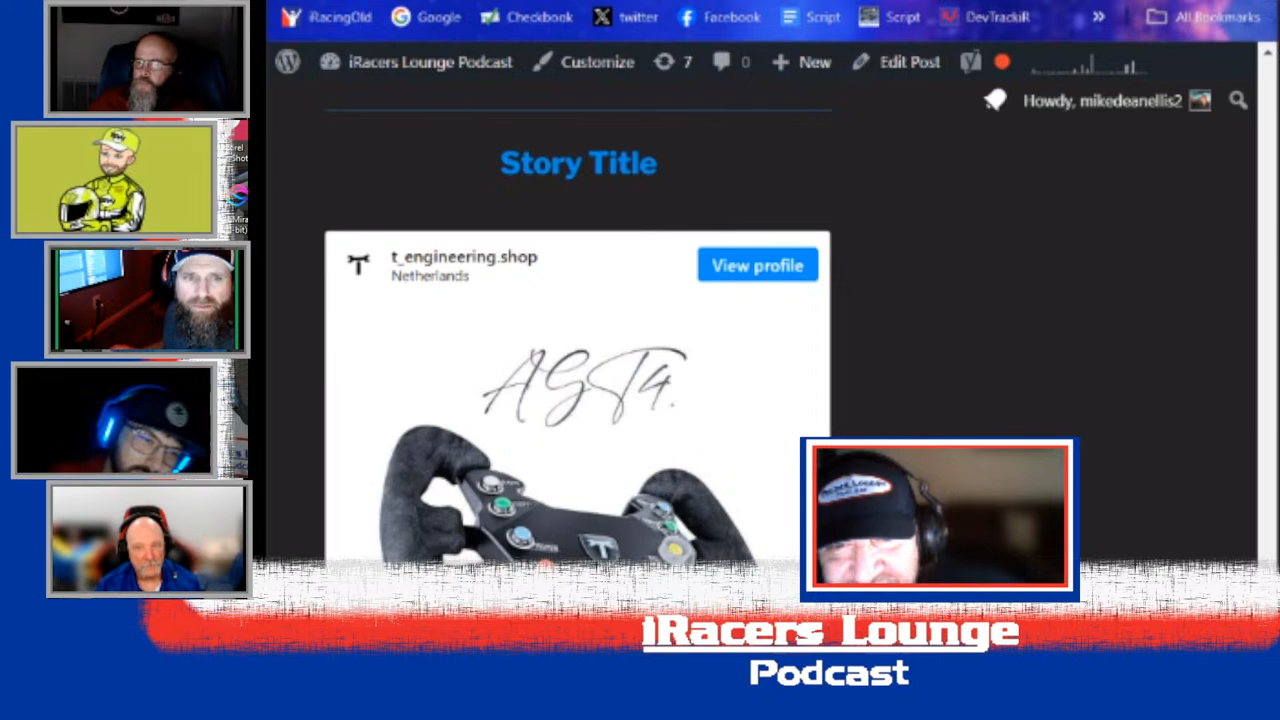 iRacingOld Google Checkbook twitter Facebook Script Script DevTrackiR » All Bookmarks
iRacers Lounge Podcast Customize 7 0 New Edit Post
Howdy, mikedeanellis2
Story Title
t_engineering.shop
Netherlands
View profile
AGT4.
iRacers Lounge
Podcast